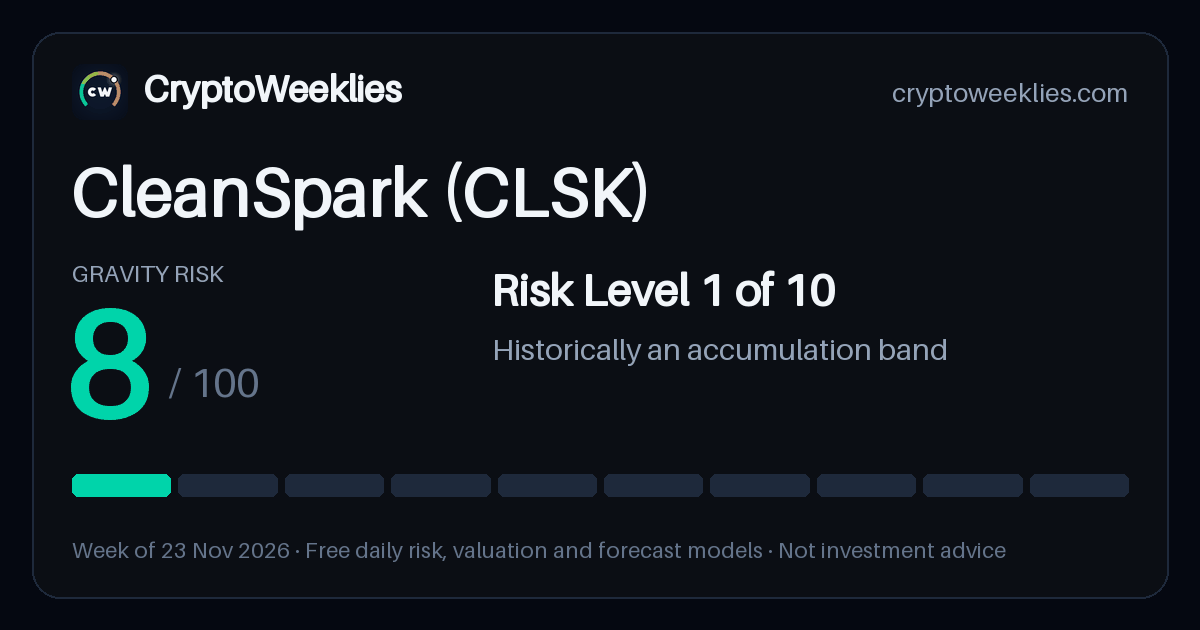 CW
CryptoWeeklies
cryptoweeklies.com
CleanSpark (CLSK)
GRAVITY RISK
8 / 100
Risk Level 1 of 10
Historically an accumulation band
Week of 23 Nov 2026 · Free daily risk, valuation and forecast models · Not investment advice